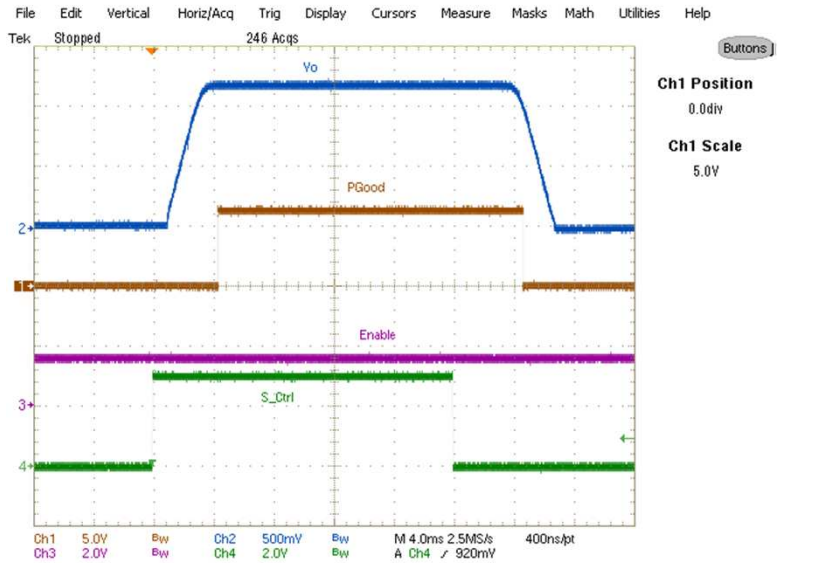 File Edit Vertical Horiz/Acq Trig Display Cursors Measure Masks Math Utilities Help
Tek Stopped 246 Acqs
Buttons
Vo
Ch1 Position
0.0div
Ch1 Scale
5.0V
PGood
2
1
Enable
S_Ctrl
3
4
Ch1 5.0V Bw Ch2 500mV Bw M 4.0ms 2.5MS/s 400ns/pt
Ch3 2.0V Bw Ch4 2.0V Bw A Ch4 / 920mV